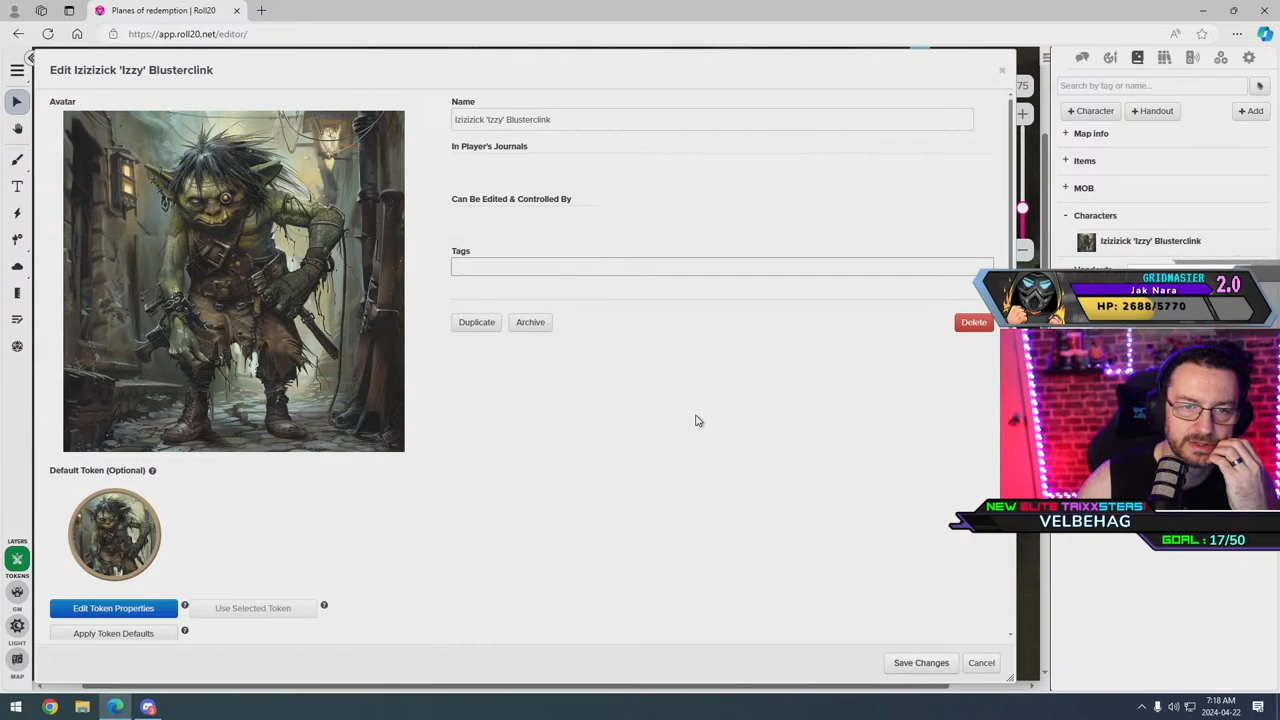 Planes of redemption | Roll20
https://app.roll20.net/editor/
Edit Izizizick 'Izzy' Blusterclink
Avatar
Name
Izizizick 'Izzy' Blusterclink
In Player's Journals
Can Be Edited & Controlled By
Tags
Duplicate
Archive
Delete
Default Token (Optional)
Edit Token Properties
Use Selected Token
Apply Token Defaults
Save Changes
Cancel
LAYERS
TOKENS
GM
LIGHT
MAP
75
Search by tag or name...
+ Character
+ Handout
+ Add
+ Map info
+ Items
+ MOB
- Characters
Izizizick 'Izzy' Blusterclink
GRIDMASTER
2.0
Jak Nara
HP: 2688/5770
NEW ELITE TRIXXSTERS!
VELBEHAG
GOAL: 17/50
7:18 AM
2024-04-22